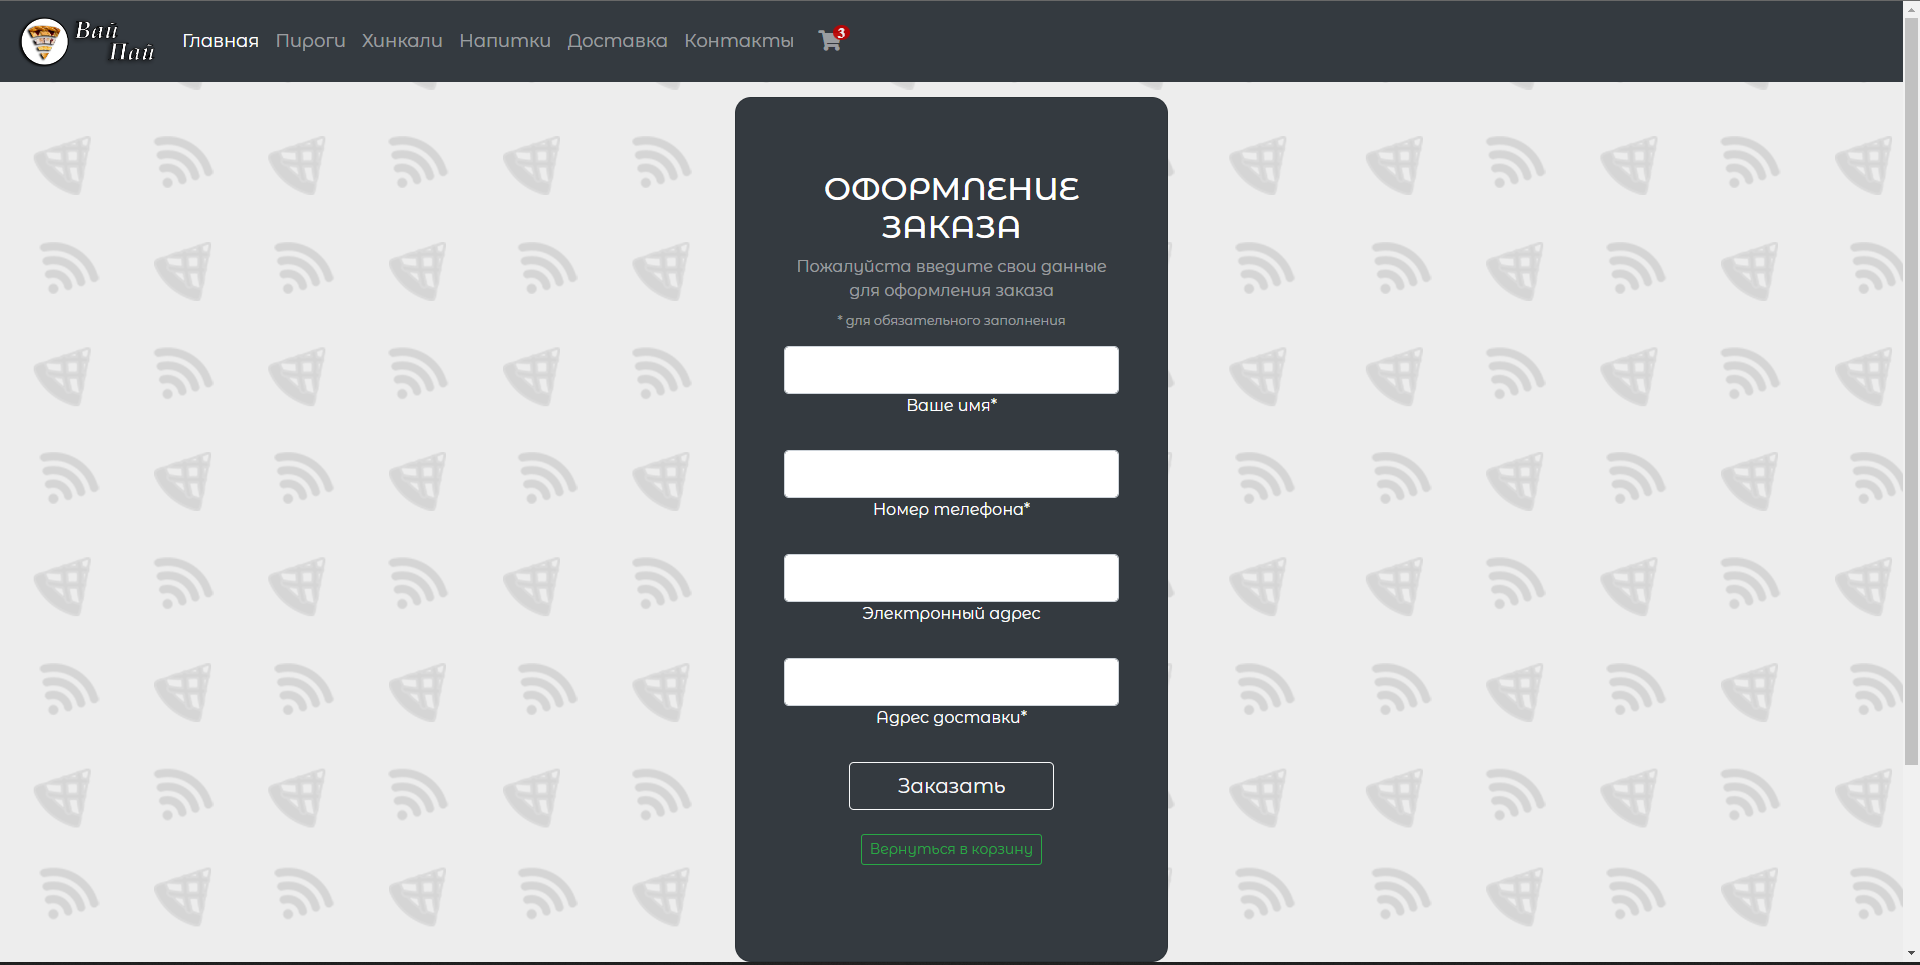 Вай
Пай
Главная Пироги Хинкали Напитки Доставка Контакты 3
ОФОРМЛЕНИЕ
ЗАКАЗА
Пожалуйста введите свои данные
для оформления заказа
* для обязательного заполнения
Ваше имя*
Номер телефона*
Электронный адрес
Адрес доставки*
Заказать
Вернуться в корзину